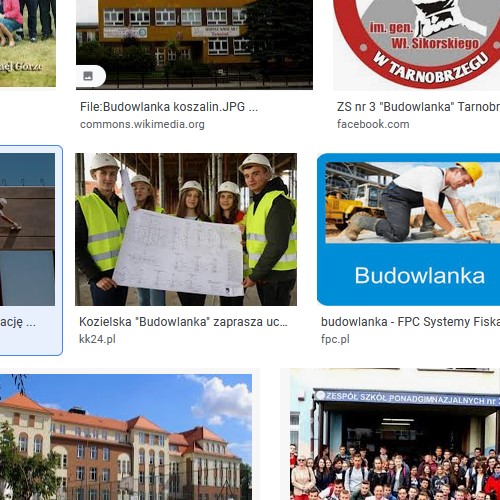 nej Górze
im. gen.
Wł. Sikorskiego
W TARNOBRZEGU
File:Budowlanka koszalin.JPG ...
commons.wikimedia.org
ZS nr 3 "Budowlanka" Tarnobr
facebook.com
Budowlanka
ację ...
Kozielska "Budowlanka" zaprasza uc...
kk24.pl
budowlanka - FPC Systemy Fiska
fpc.pl
ZESPÓŁ SZKÓŁ PONADGIMNAZJALNYCH nr